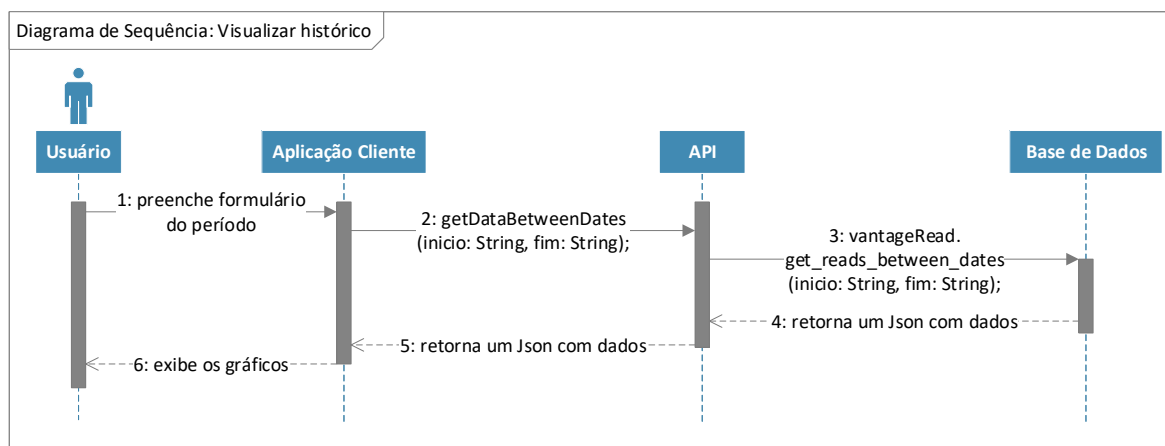 Diagrama de Sequência: Visualizar histórico
Usuário
Aplicação Cliente
API
Base de Dados
1: preenche formulário
do período
2: getDataBetweenDates
(inicio: String, fim: String);
3: vantageRead.
get_reads_between_dates
(inicio: String, fim: String);
4: retorna um Json com dados
5: retorna um Json com dados
6: exibe os gráficos